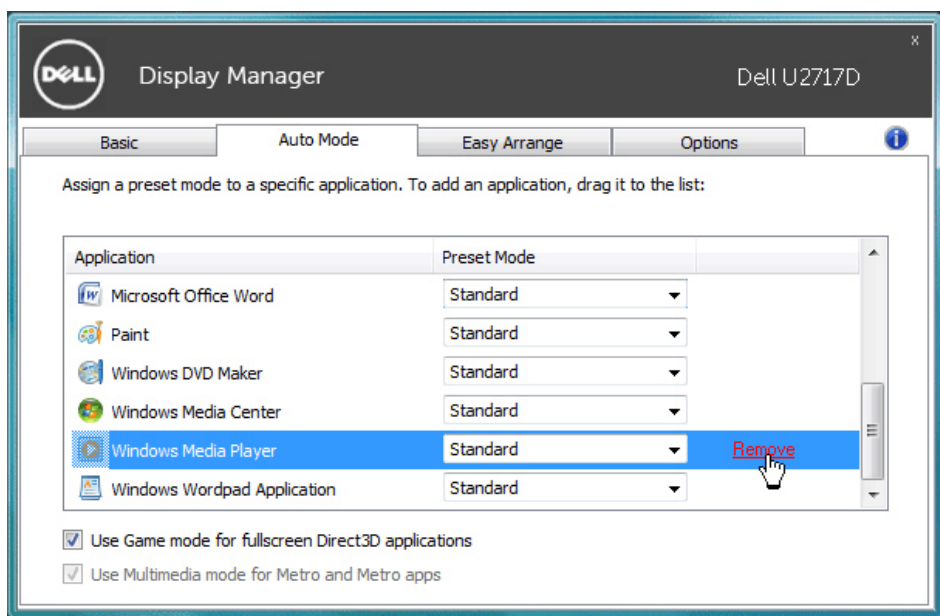 DELL Display Manager Dell U2717D x
Basic Auto Mode Easy Arrange Options i
Assign a preset mode to a specific application. To add an application, drag it to the list:
Application Preset Mode
Microsoft Office Word Standard
Paint Standard
Windows DVD Maker Standard
Windows Media Center Standard
Windows Media Player Standard Remove
Windows Wordpad Application Standard
Use Game mode for fullscreen Direct3D applications
Use Multimedia mode for Metro and Metro apps